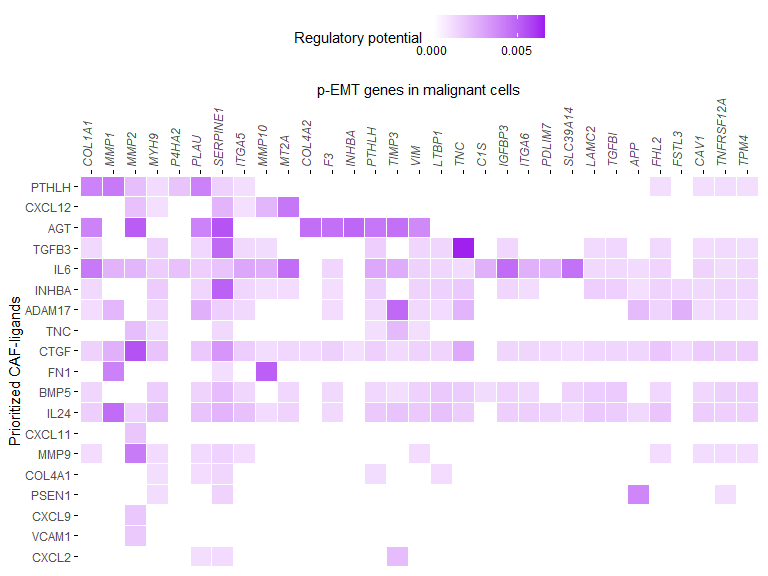 Regulatory potential
0.000 0.005
p-EMT genes in malignant cells
COL1A1 MMP1 MMP2 MYH9 P4HA2 PLAU SERPINE1 ITGA5 MMP10 MT2A COL4A2 F3 INHBA PTHLH TIMP3 VIM LTBP1 TNC C1S IGFBP3 ITGA6 PDLIM7 SLC39A14 LAMC2 TGFBI APP FHL2 FSTL3 CAV1 TNFRSF12A TPM4
Prioritized CAF-ligands
PTHLH
CXCL12
AGT
TGFB3
IL6
INHBA
ADAM17
TNC
CTGF
FN1
BMP5
IL24
CXCL11
MMP9
COL4A1
PSEN1
CXCL9
VCAM1
CXCL2